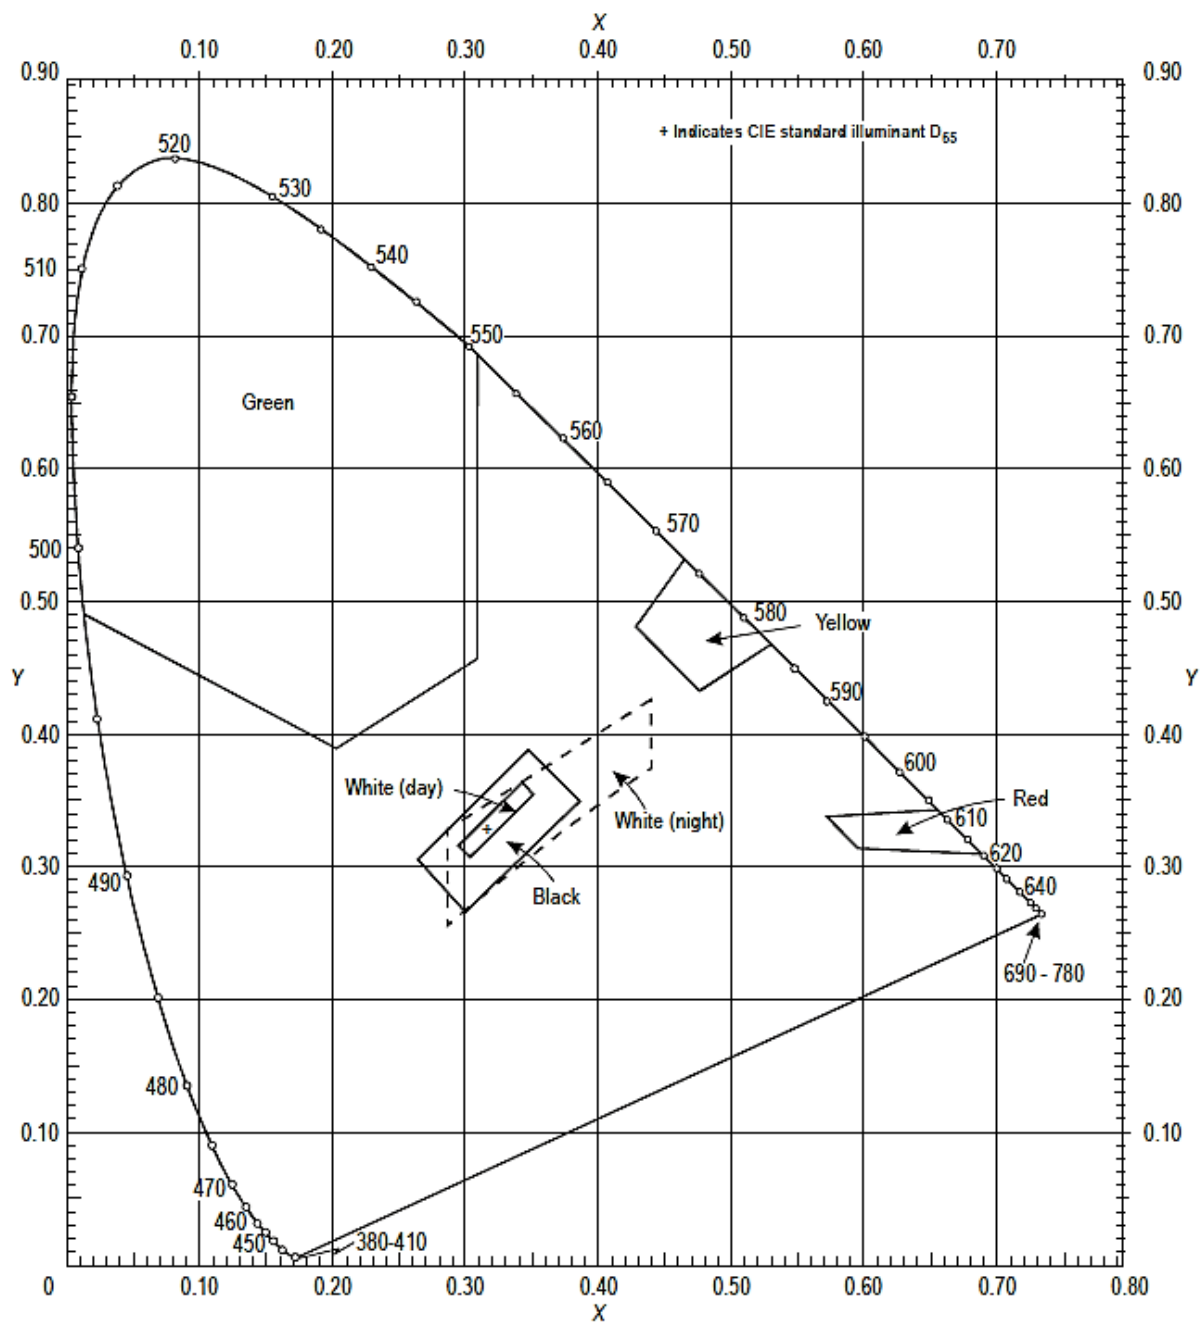 X
0.10 0.20 0.30 0.40 0.50 0.60 0.70
0.90 0.90
+ Indicates CIE standard illuminant D65
520
530
0.80 0.80
540
510
0.70 550 0.70
Green
560
0.60 0.60
570
500
0.50 580 0.50
Yellow
Y Y
590
0.40 0.40
600
White (day)
Red
White (night) 610
0.30 620 0.30
490 Black 640
690 - 780
0.20 0.20
480
0.10 0.10
470
460
450 380-410
0 0.10 0.20 0.30 0.40 0.50 0.60 0.70 0.80
X